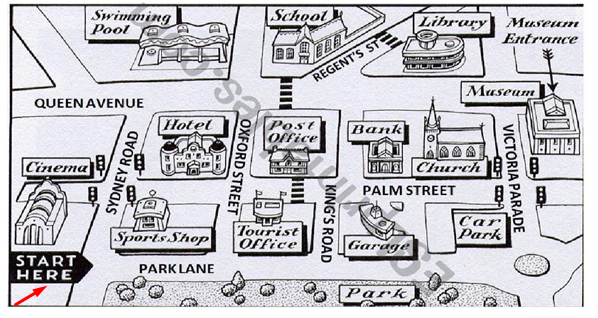 Swimming
Pool
School
Library
Museum
Entrance
REGENT'S ST
QUEEN AVENUE
Museum
Hotel
OXFORD STREET
Post
Office
Bank
Church
VICTORIA PARADE
Cinema
SYDNEY ROAD
KING'S ROAD
PALM STREET
Sports Shop
Tourist
Office
Garage
Car
Park
START
HERE
PARK LANE
Park